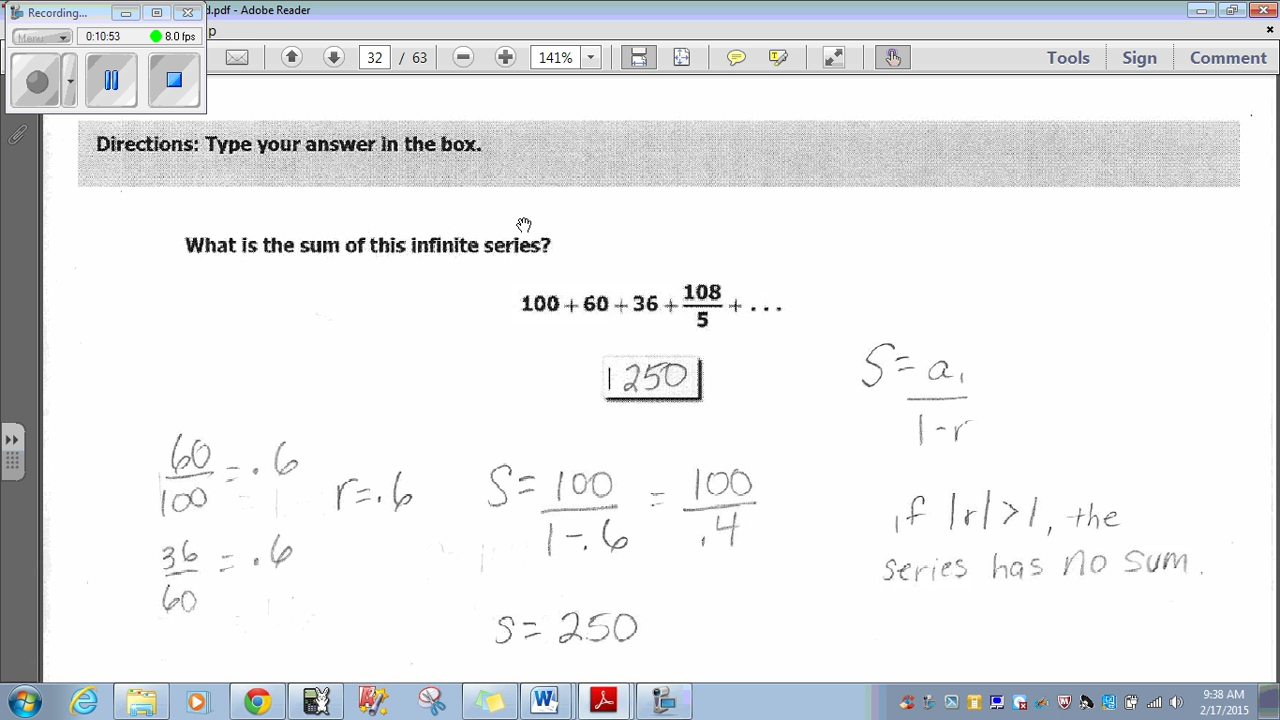 Recording...
d.pdf - Adobe Reader
Menu
0:10:53
8.0 fps
p
32 / 63
141%
Tools
Sign
Comment
Directions: Type your answer in the box.
What is the sum of this infinite series?
100 + 60 + 36 + 108/5 + . . .
250
S = a₁
1-r
60/100 = .6
r = .6
S = 100/1-.6 = 100/.4
if |r| > 1, the
series has no sum.
36/60 = .6
s = 250
9:38 AM
2/17/2015